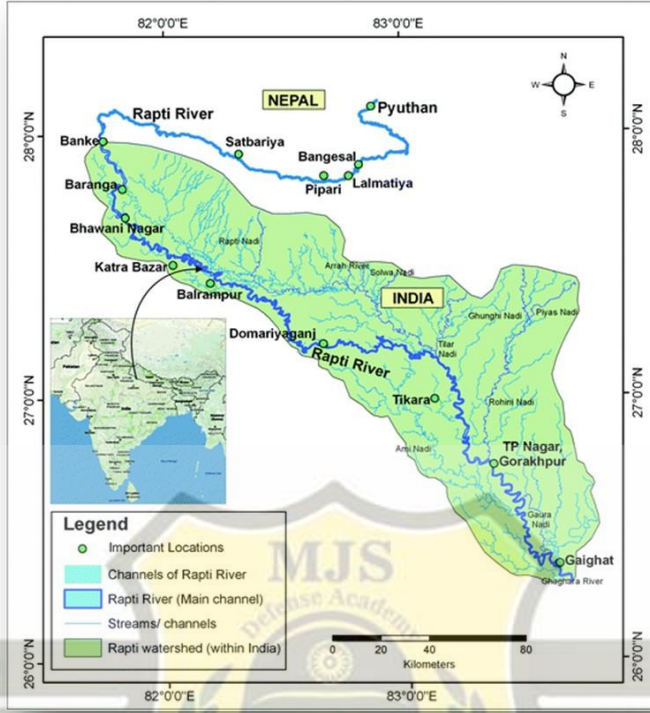 82°0'0"E
83°0'0"E
N
W
E
S
NEPAL
Pyuthan
Rapti River
28°0'0"N
28°0'0"N
Banke
Satbariya
Bangesal
Pipari
Lalmatiya
Baranga
Bhawani Nagar
Rapti Nadi
Katra Bazar
Arrah River
Solwa Nadi
Balrampur
INDIA
Ghunghi Nadi
Piyas Nadi
Domariyaganj
Rapti River
Tilar
Nadi
27°0'0"N
27°0'0"N
Tikara
Rohini Nadi
Ami Nadi
TP Nagar,
Gorakhpur
Gaura
Nadi
Gaighat
Ghaghara River
Legend
Important Locations
Channels of Rapti River
Rapti River (Main channel)
Streams/ channels
Rapti watershed (within India)
MJS
Defense Academy
0 20 40 80
Kilometers
26°0'0"N
26°0'0"N
82°0'0"E
83°0'0"E